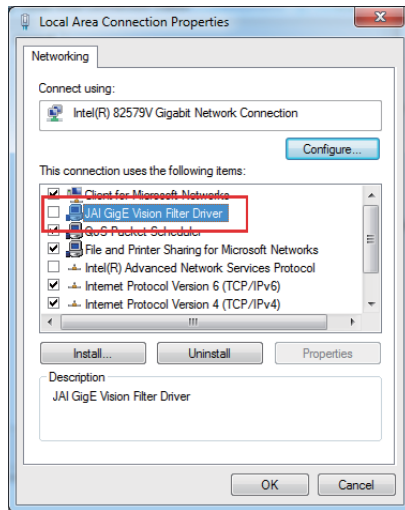 Local Area Connection Properties
Networking
Connect using:
Intel(R) 82579V Gigabit Network Connection
Configure...
This connection uses the following items:
Client for Microsoft Networks
JAI GigE Vision Filter Driver
QoS Packet Scheduler
File and Printer Sharing for Microsoft Networks
Intel(R) Advanced Network Services Protocol
Internet Protocol Version 6 (TCP/IPv6)
Internet Protocol Version 4 (TCP/IPv4)
Install... Uninstall Properties
Description
JAI GigE Vision Filter Driver
OK Cancel